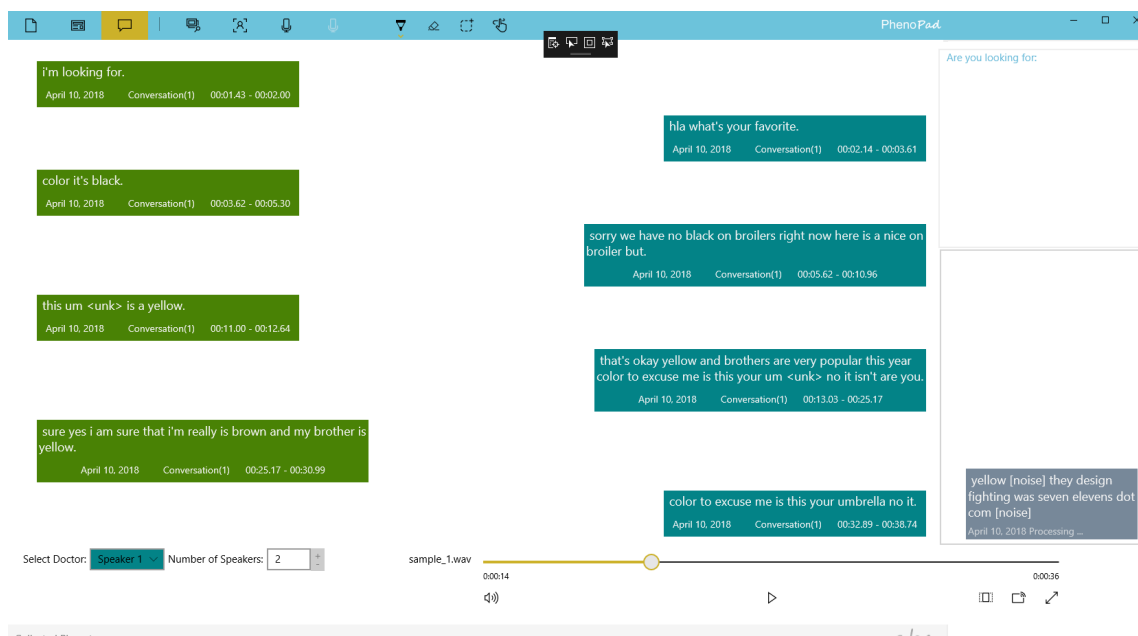 PhenoPad
Are you looking for:
i'm looking for.
April 10, 2018 Conversation(1) 00:01.43 - 00:02.00
hla what's your favorite.
April 10, 2018 Conversation(1) 00:02.14 - 00:03.61
color it's black.
April 10, 2018 Conversation(1) 00:03.62 - 00:05.30
sorry we have no black on broilers right now here is a nice on
broiler but.
April 10, 2018 Conversation(1) 00:05.62 - 00:10.96
this um <unk> is a yellow.
April 10, 2018 Conversation(1) 00:11.00 - 00:12.64
that's okay yellow and brothers are very popular this year
color to excuse me is this your um <unk> no it isn't are you.
April 10, 2018 Conversation(1) 00:13.03 - 00:25.17
sure yes i am sure that i'm really is brown and my brother is
yellow.
April 10, 2018 Conversation(1) 00:25.17 - 00:30.99
color to excuse me is this your umbrella no it.
April 10, 2018 Conversation(1) 00:32.89 - 00:38.74
yellow [noise] they design
fighting was seven elevens dot
com [noise]
April 10, 2018 Processing ...
Select Doctor: Speaker 1 Number of Speakers: 2
sample_1.wav
0:00:14 0:00:36